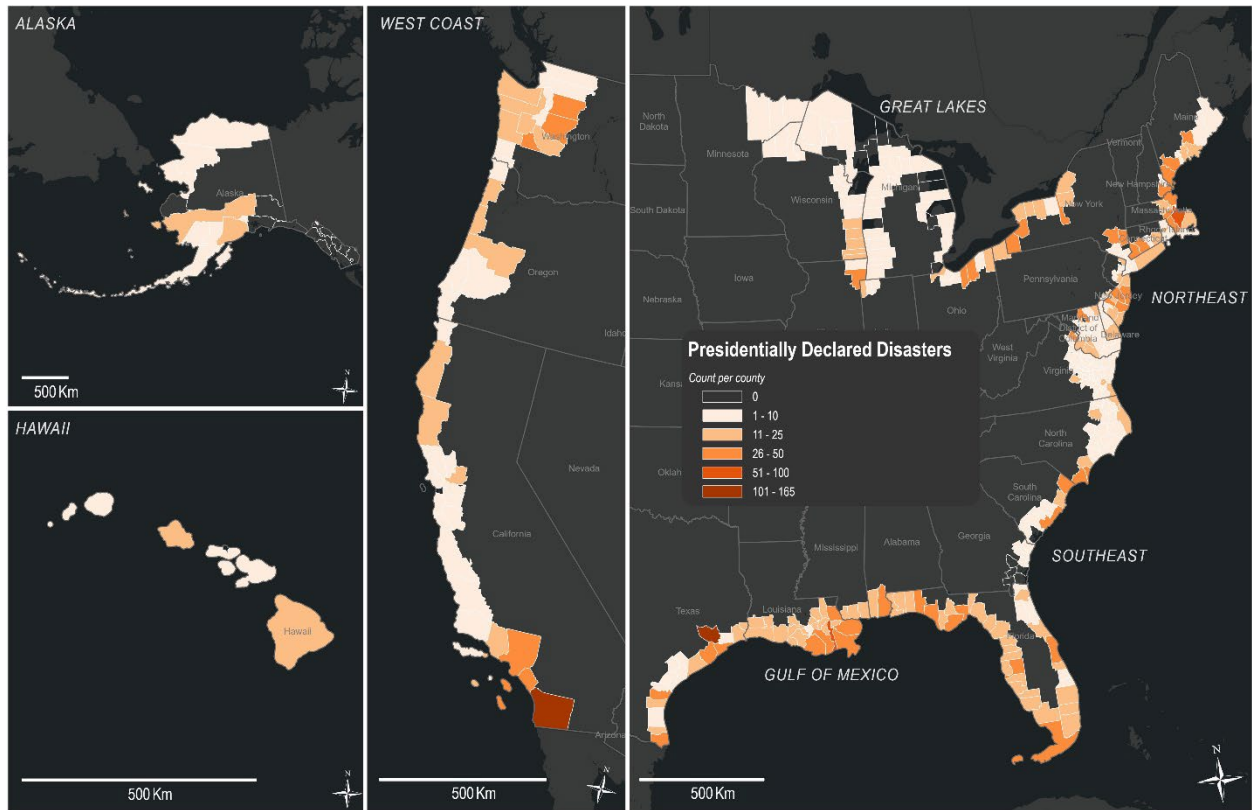 ALASKA
Alaska
500 Km
N
HAWAII
Hawaii
500 Km
N
WEST COAST
Washington
Oregon
Idaho
Nevada
California
Arizona
500 Km
N
GREAT LAKES
North
Dakota
Minnesota
South Dakota
Wisconsin
Michigan
Iowa
Nebraska
Maine
Vermont
New Hampshire
New York
Massachusetts
Rhode Island
Pennsylvania
Ohio
NORTHEAST
New Jersey
Maryland
District of
Columbia
Delaware
West
Virginia
Virginia
Presidentially Declared Disasters
Count per county
0
1 - 10
11 - 25
26 - 50
51 - 100
101 - 165
North
Carolina
South
Carolina
SOUTHEAST
Mississippi
Alabama
Georgia
Texas
Louisiana
Florida
GULF OF MEXICO
500 Km
N